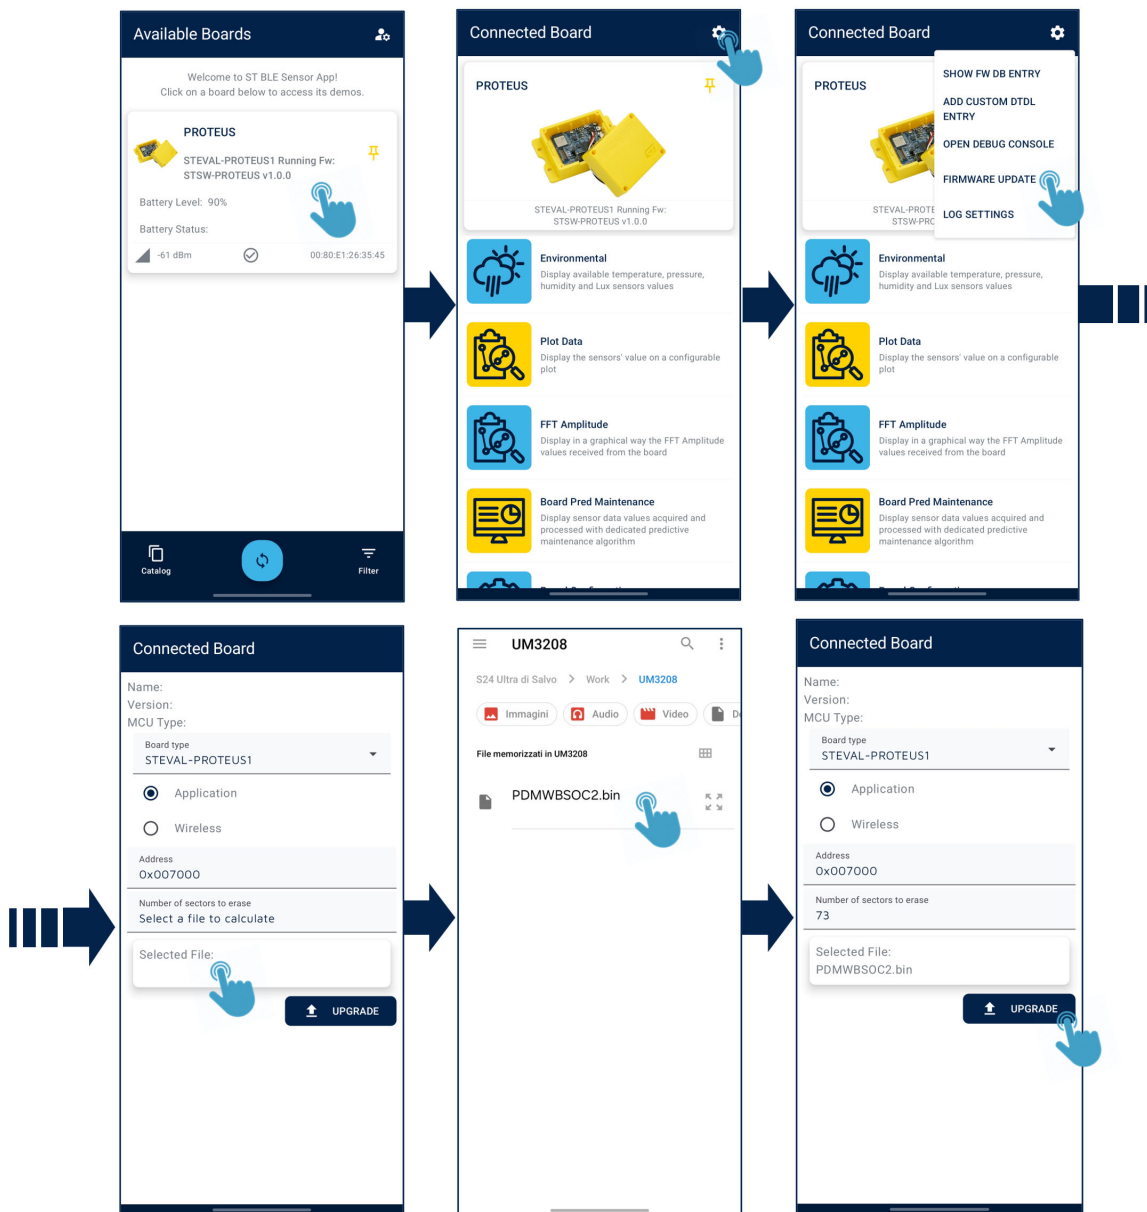 Available Boards
Welcome to ST BLE Sensor App!
Click on a board below to access its demos.
PROTEUS
STEVAL-PROTEUS1 Running Fw:
STSW-PROTEUS v1.0.0
Battery Level: 90%
Battery Status:
-61 dBm
00:80:E1:26:35:45
Catalog
Filter
Connected Board
PROTEUS
STEVAL-PROTEUS1 Running Fw:
STSW-PROTEUS v1.0.0
Environmental
Display available temperature, pressure,
humidity and Lux sensors values
Plot Data
Display the sensors' value on a configurable
plot
FFT Amplitude
Display in a graphical way the FFT Amplitude
values received from the board
Board Pred Maintenance
Display sensor data values acquired and
processed with dedicated predictive
maintenance algorithm
Connected Board
PROTEUS
SHOW FW DB ENTRY
ADD CUSTOM DTDL
ENTRY
OPEN DEBUG CONSOLE
FIRMWARE UPDATE
LOG SETTINGS
STEVAL-PROTE
STSW-PRO
Environmental
Display available temperature, pressure,
humidity and Lux sensors values
Plot Data
Display the sensors' value on a configurable
plot
FFT Amplitude
Display in a graphical way the FFT Amplitude
values received from the board
Board Pred Maintenance
Display sensor data values acquired and
processed with dedicated predictive
maintenance algorithm
Connected Board
Name:
Version:
MCU Type:
Board type
STEVAL-PROTEUS1
Application
Wireless
Address
0x007000
Number of sectors to erase
Select a file to calculate
Selected File:
UPGRADE
UM3208
S24 Ultra di Salvo > Work > UM3208
Immagini
Audio
Video
D
File memorizzati in UM3208
PDMWBSOC2.bin
Connected Board
Name:
Version:
MCU Type:
Board type
STEVAL-PROTEUS1
Application
Wireless
Address
0x007000
Number of sectors to erase
73
Selected File:
PDMWBSOC2.bin
UPGRADE